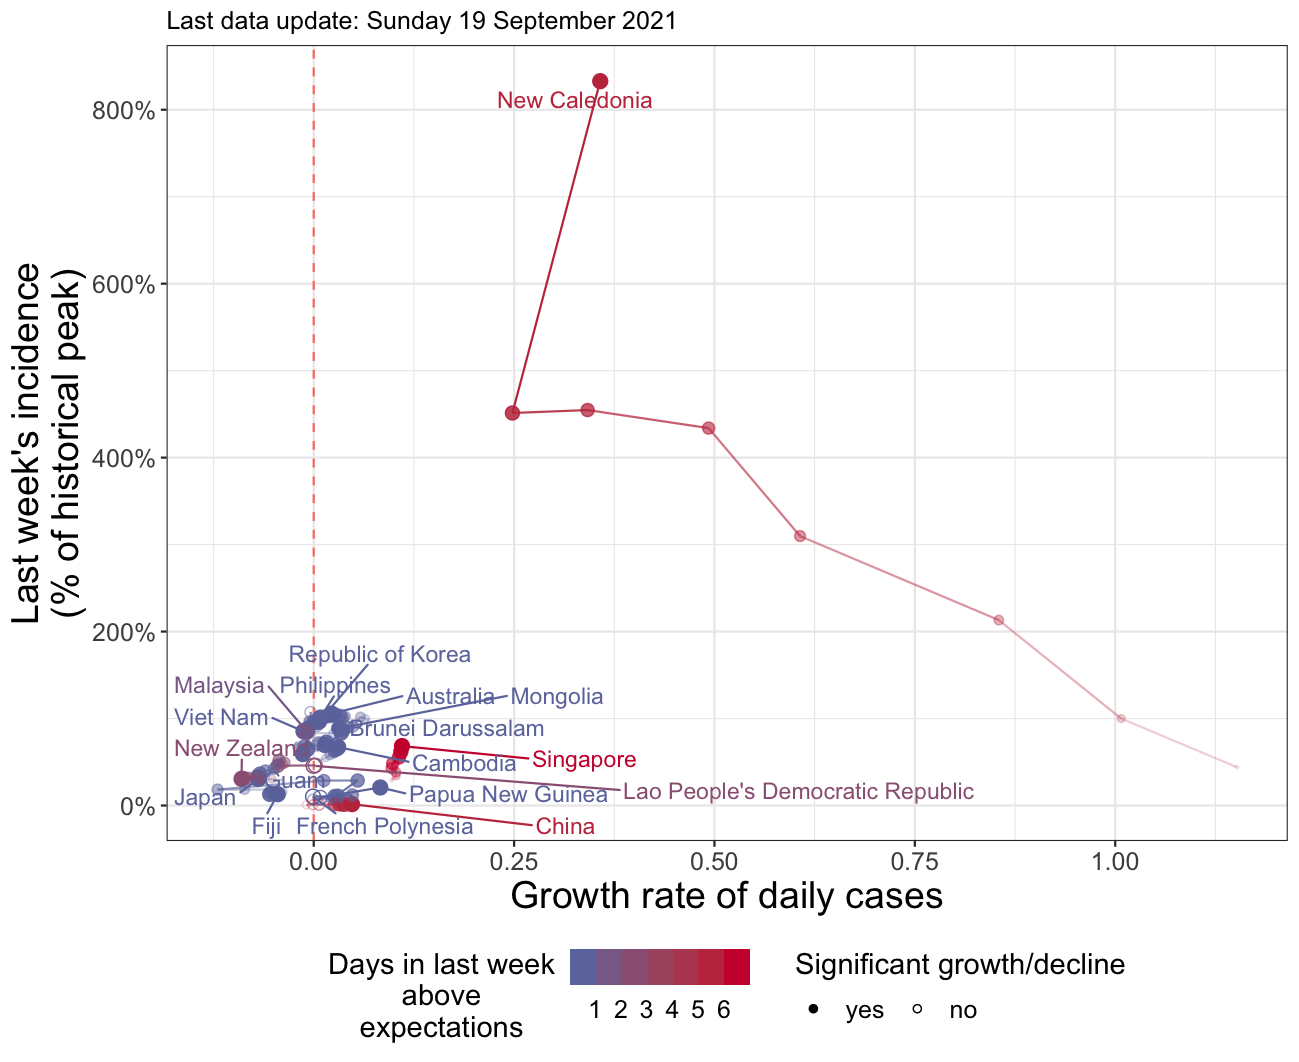 Last data update: Sunday 19 September 2021
Last week's incidence
(% of historical peak)
800%
600%
400%
200%
0%
New Caledonia
Republic of Korea
Malaysia
Philippines
Australia
Mongolia
Viet Nam
Brunei Darussalam
New Zealand
Singapore
Cambodia
Guam
Lao People's Democratic Republic
Japan
Papua New Guinea
Fiji
French Polynesia
China
0.00
0.25
0.50
0.75
1.00
Growth rate of daily cases
Days in last week
above
expectations
1 2 3 4 5 6
Significant growth/decline
yes
no